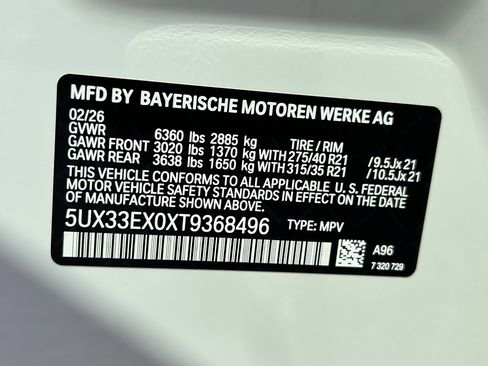 MFD BY BAYERISCHE MOTOREN WERKE AG
02/26
GVWR 6360 lbs 2885 kg TIRE / RIM
GAWR FRONT 3020 lbs 1370 kg WITH 275/40 R21 /9.5Jx21
GAWR REAR 3638 lbs 1650 kg WITH 315/35 R21 /10.5Jx21
THIS VEHICLE CONFORMS TO ALL APPLICABLE U. S. FEDERAL
MOTOR VEHICLE SAFETY STANDARDS IN EFFECT ON THE DATE
OF MANUFACTURE SHOWN ABOVE.
5UX33EX0XT9368496 TYPE: MPV
A96
7 320 729